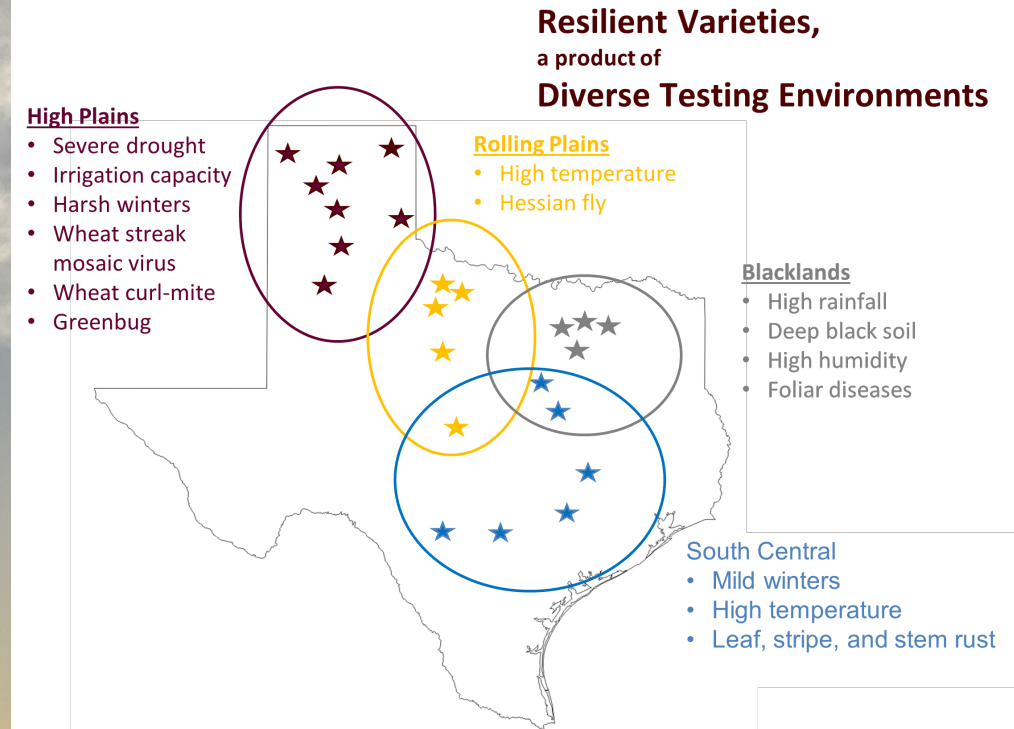 Resilient Varieties,
a product of
Diverse Testing Environments
High Plains
• Severe drought
• Irrigation capacity
• Harsh winters
• Wheat streak
mosaic virus
• Wheat curl-mite
• Greenbug
Rolling Plains
• High temperature
• Hessian fly
Blacklands
• High rainfall
• Deep black soil
• High humidity
• Foliar diseases
South Central
• Mild winters
• High temperature
• Leaf, stripe, and stem rust